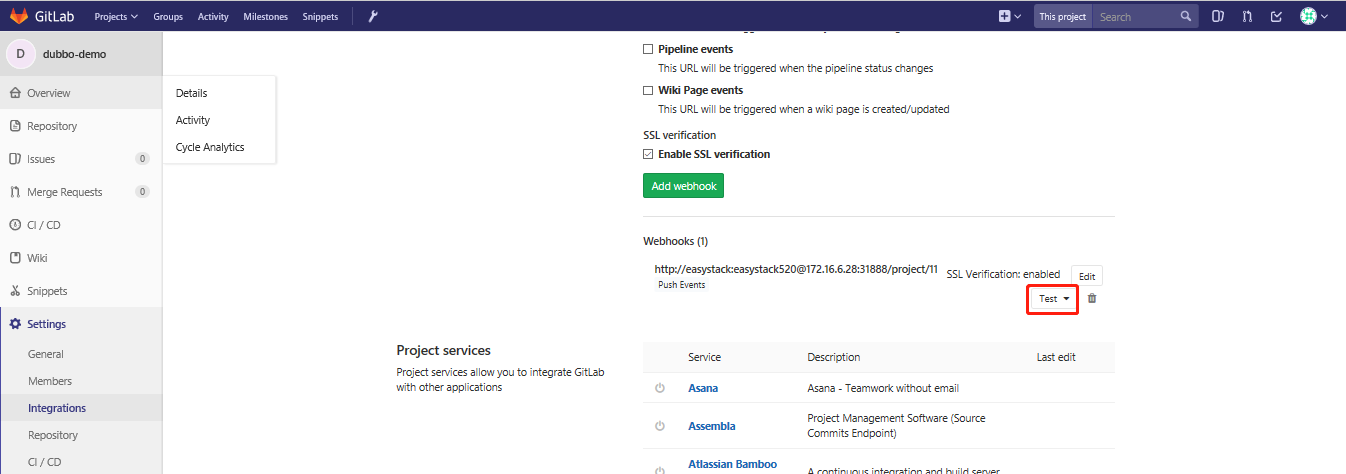 GitLab
Projects
Groups
Activity
Milestones
Snippets
This project
Search
D
dubbo-demo
Overview
Repository
Issues
0
Merge Requests
0
CI / CD
Wiki
Snippets
Settings
General
Members
Integrations
Repository
CI / CD
Details
Activity
Cycle Analytics
Pipeline events
This URL will be triggered when the pipeline status changes
Wiki Page events
This URL will be triggered when a wiki page is created/updated
SSL verification
Enable SSL verification
Add webhook
Webhooks (1)
http://easystack:easystack520@172.16.6.28:31888/project/11
SSL Verification: enabled
Edit
Push Events
Test
Project services
Project services allow you to integrate GitLab
with other applications
Service
Description
Last edit
Asana
Asana - Teamwork without email
Assembla
Project Management Software (Source
Commits Endpoint)
Atlassian Bamboo
A continuous integration and build server